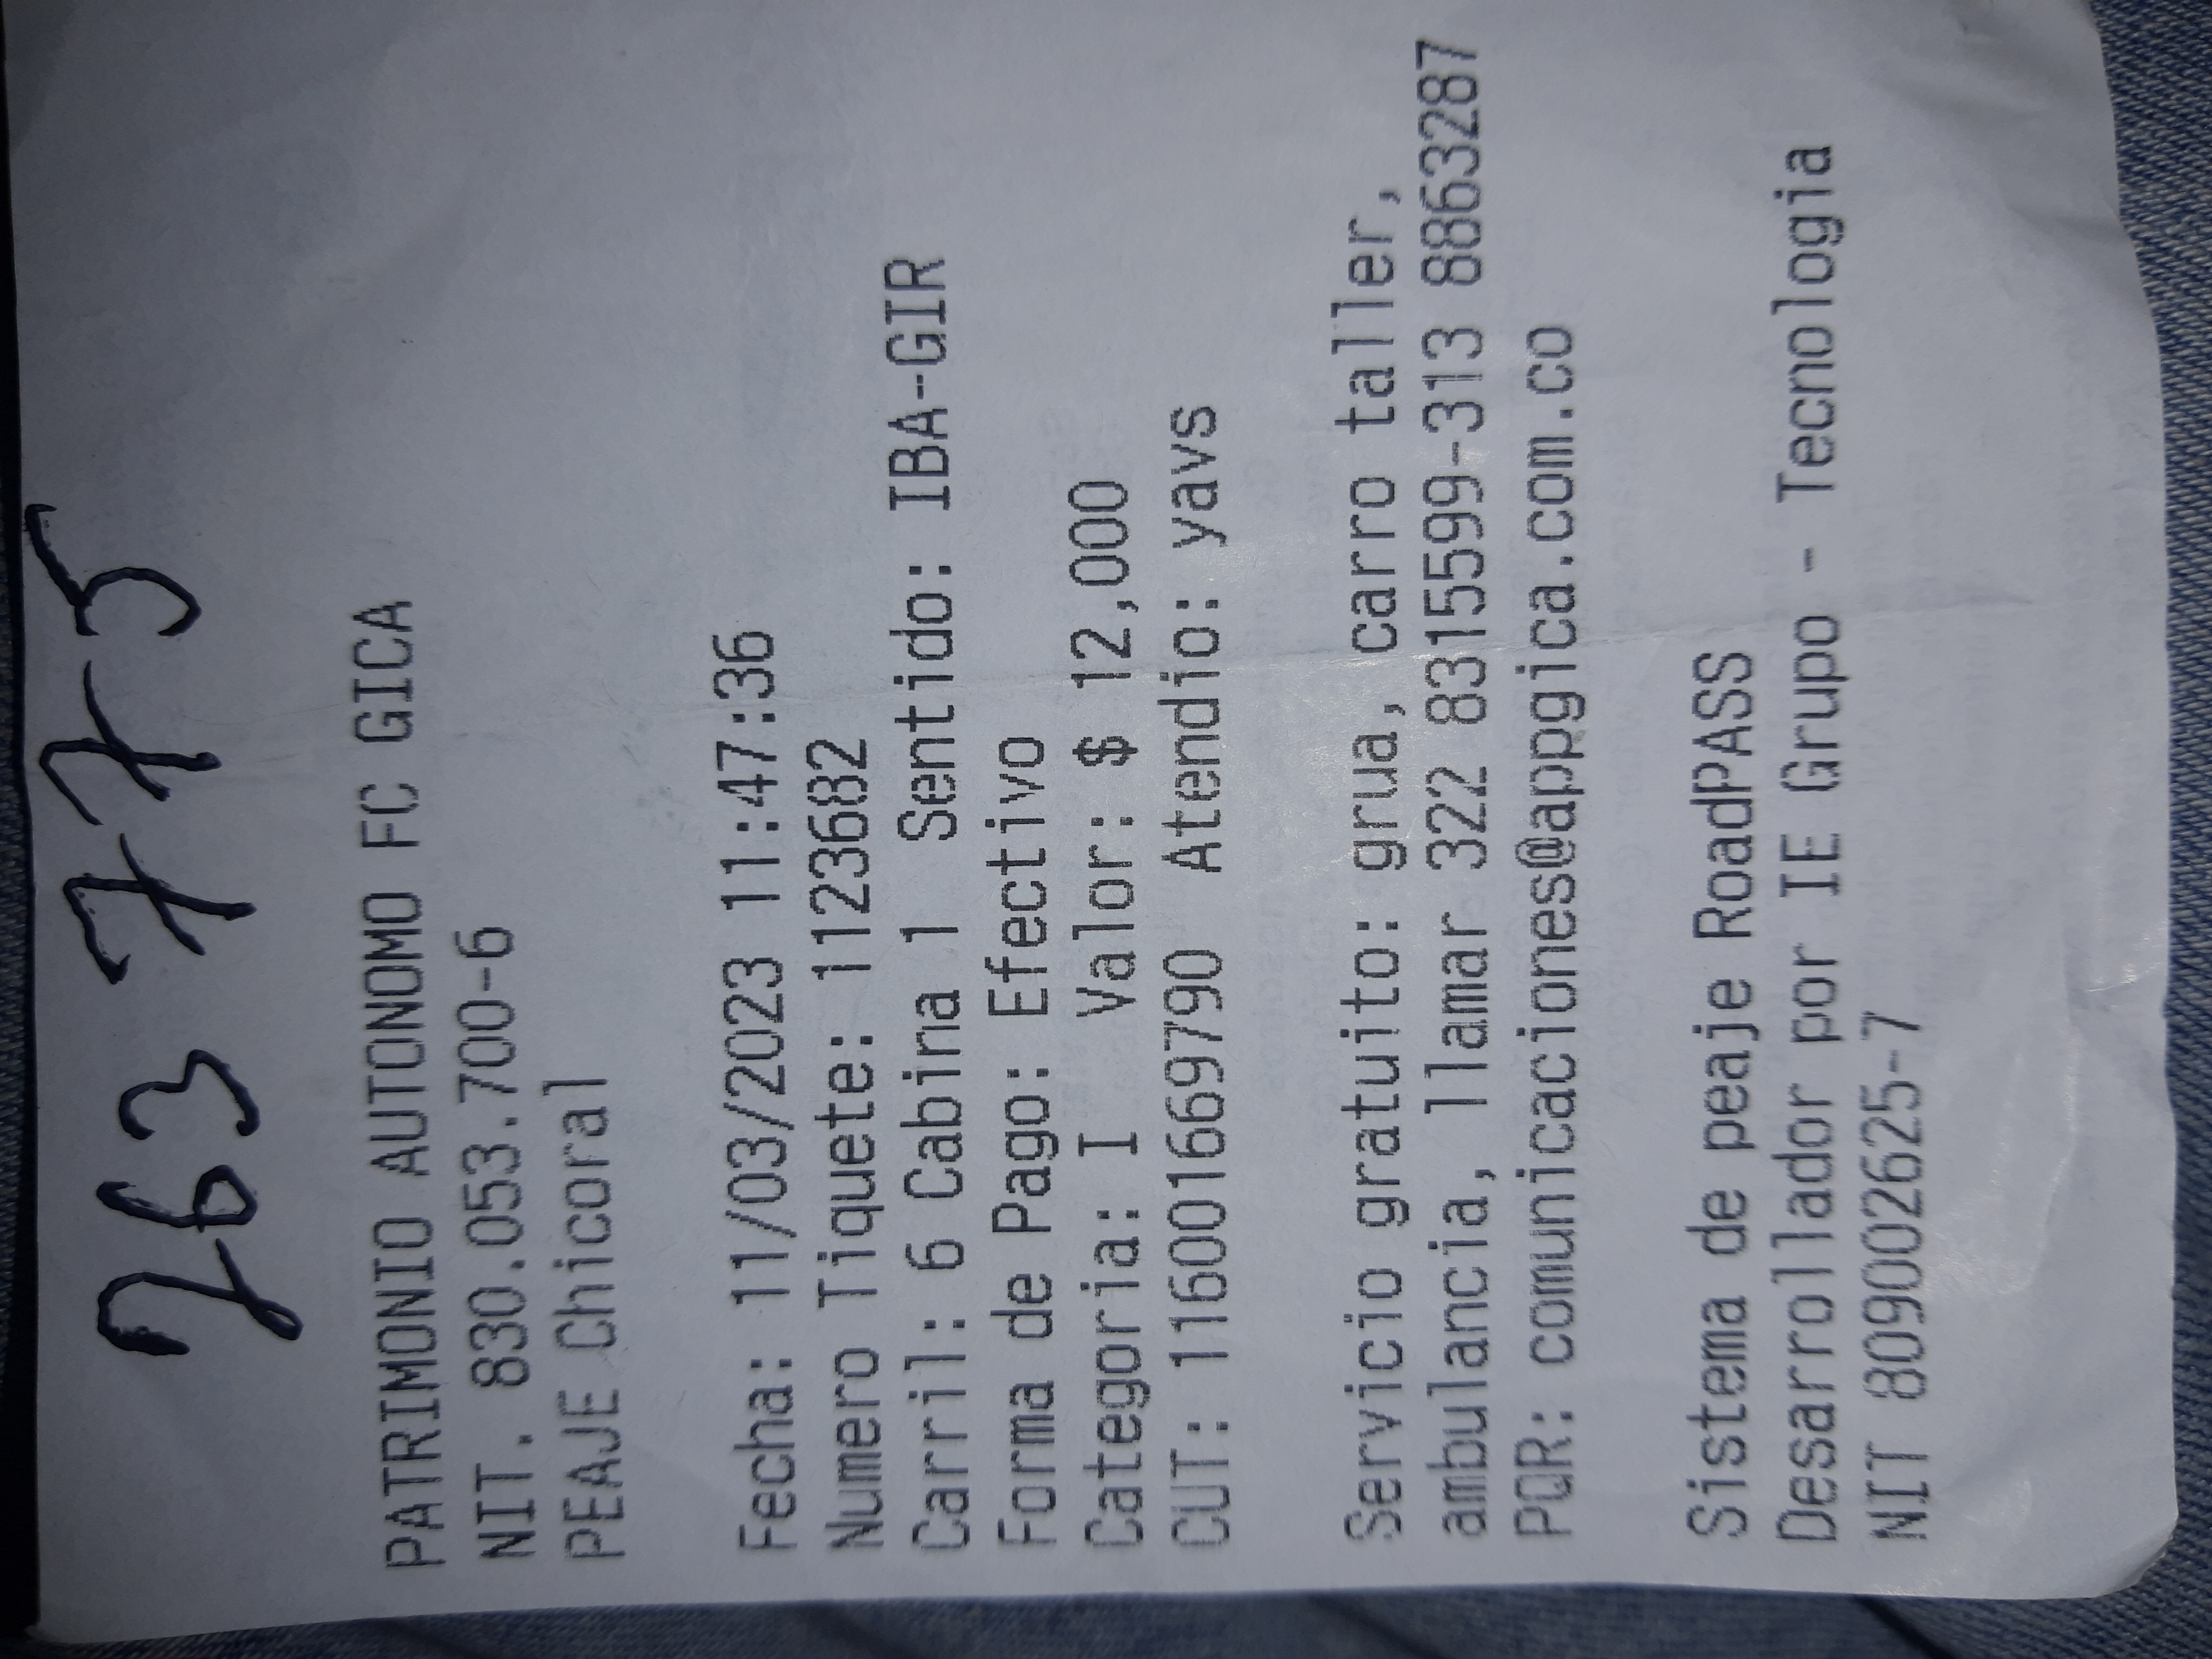 263 775
PATRIMONIO AUTONOMO FC GICA
NIT. 830.053.700-6
PEAJE Chicoral
Fecha: 11/03/2023 11:47:36
Numero Tiquete: 1123682
Carril: 6 Cabina 1 Sentido: IBA-GIR
Forma de Pago: Efectivo
Categoria: I Valor: $ 12,000
CUT: 116001669790 Atendio: yavs
Servicio gratuito: grua, carro taller,
ambulancia, llamar 322 8315599-313 8863287
PQR: comunicaciones@appgica.com.co
Sistema de peaje RoadPASS
Desarrollador por IE Grupo - Tecnologia
NIT 809002625-7